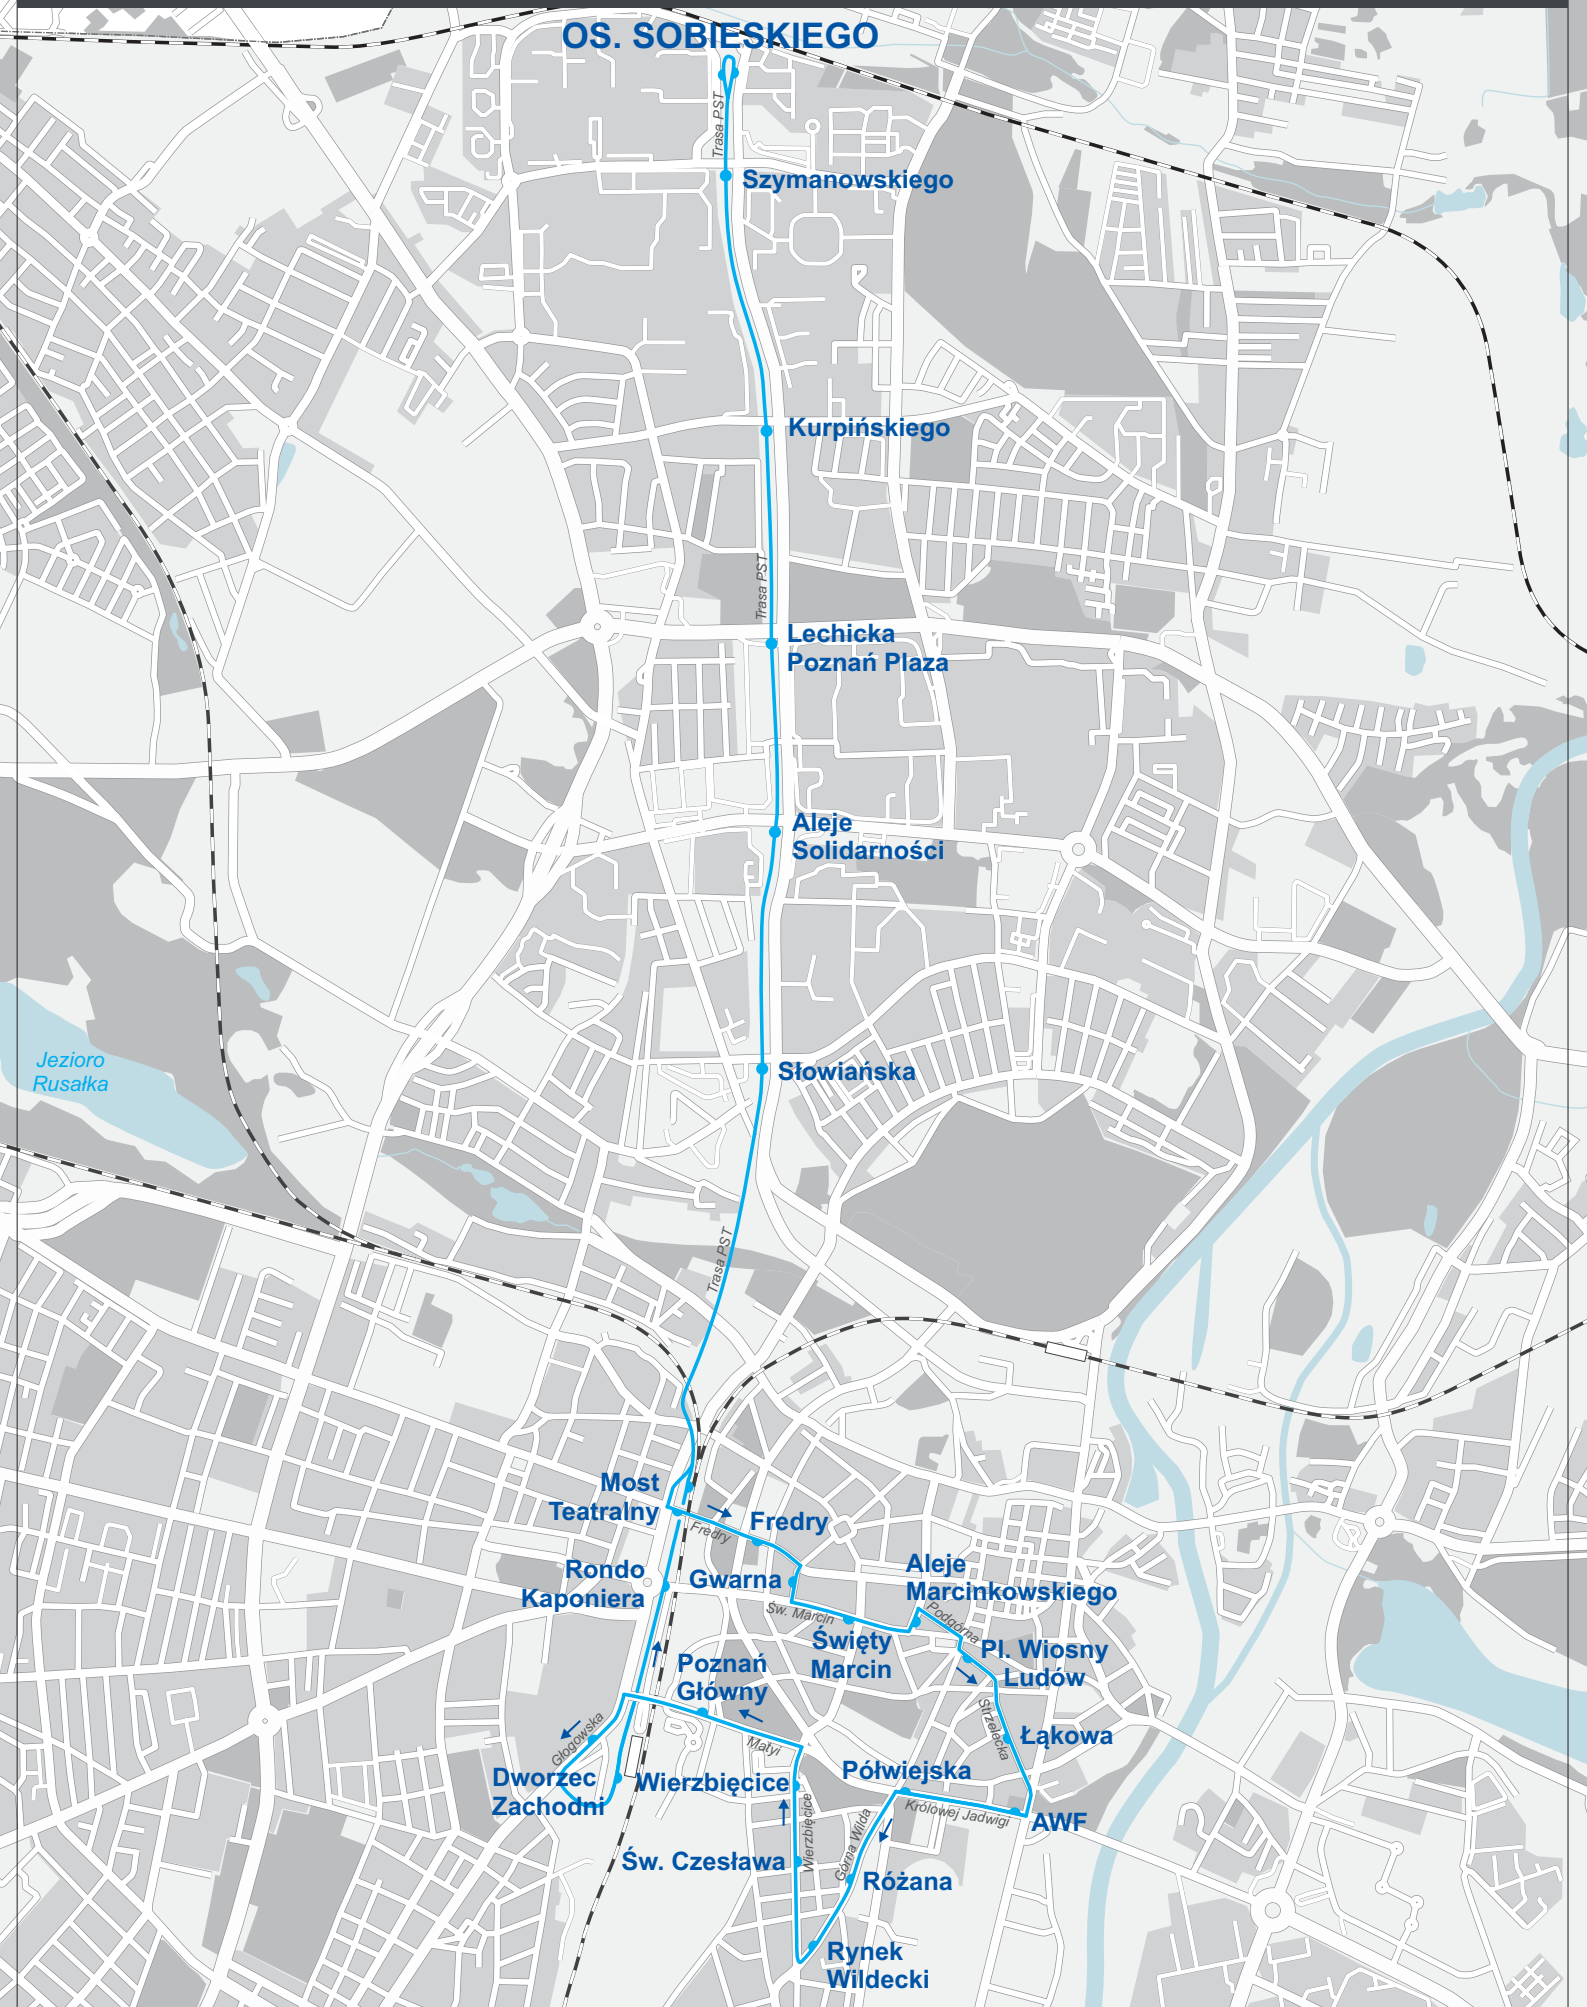 OS. SOBIESKIEGO
Trasa PST
Szymanowskiego
Kurpińskiego
Trasa PST
Lechicka
Poznań Plaza
Aleje
Solidarności
Jezioro
Rusałka
Słowiańska
Trasa PST
Most
Teatralny
Fredry
Fredry
Rondo
Kaponiera
Gwarna
Aleje
Marcinkowskiego
Św. Marcin
Podgórna
Święty
Marcin
Pl. Wiosny
Ludów
Poznań
Główny
Strzelecka
Głogowska
Matyi
Łąkowa
Dworzec
Zachodni
Wierzbięcice
Półwiejska
Królowej Jadwigi
AWF
Wierzbięcice
Górna Wilda
Św. Czesława
Różana
Rynek
Wildecki